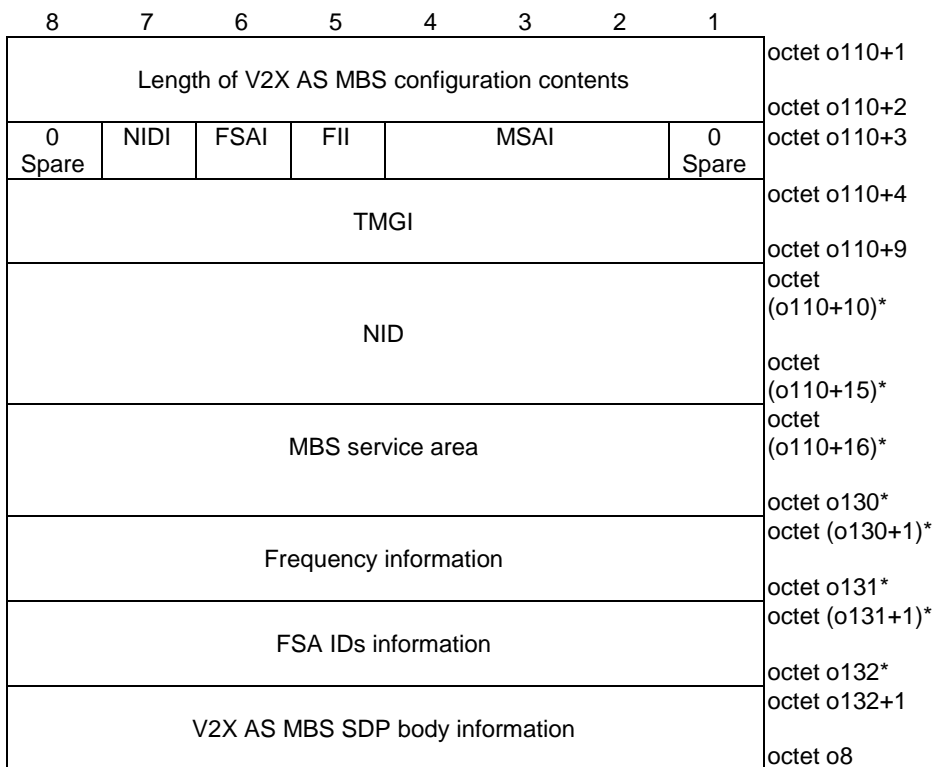 8 7 6 5 4 3 2 1
Length of V2X AS MBS configuration contents
octet o110+1
octet o110+2
0 Spare
NIDI
FSAI
FII
MSAI
0 Spare
octet o110+3
TMGI
octet o110+4
octet o110+9
NID
octet
(o110+10)*
octet
(o110+15)*
MBS service area
octet
(o110+16)*
octet o130*
Frequency information
octet (o130+1)*
octet o131*
FSA IDs information
octet (o131+1)*
octet o132*
V2X AS MBS SDP body information
octet o132+1
octet o8